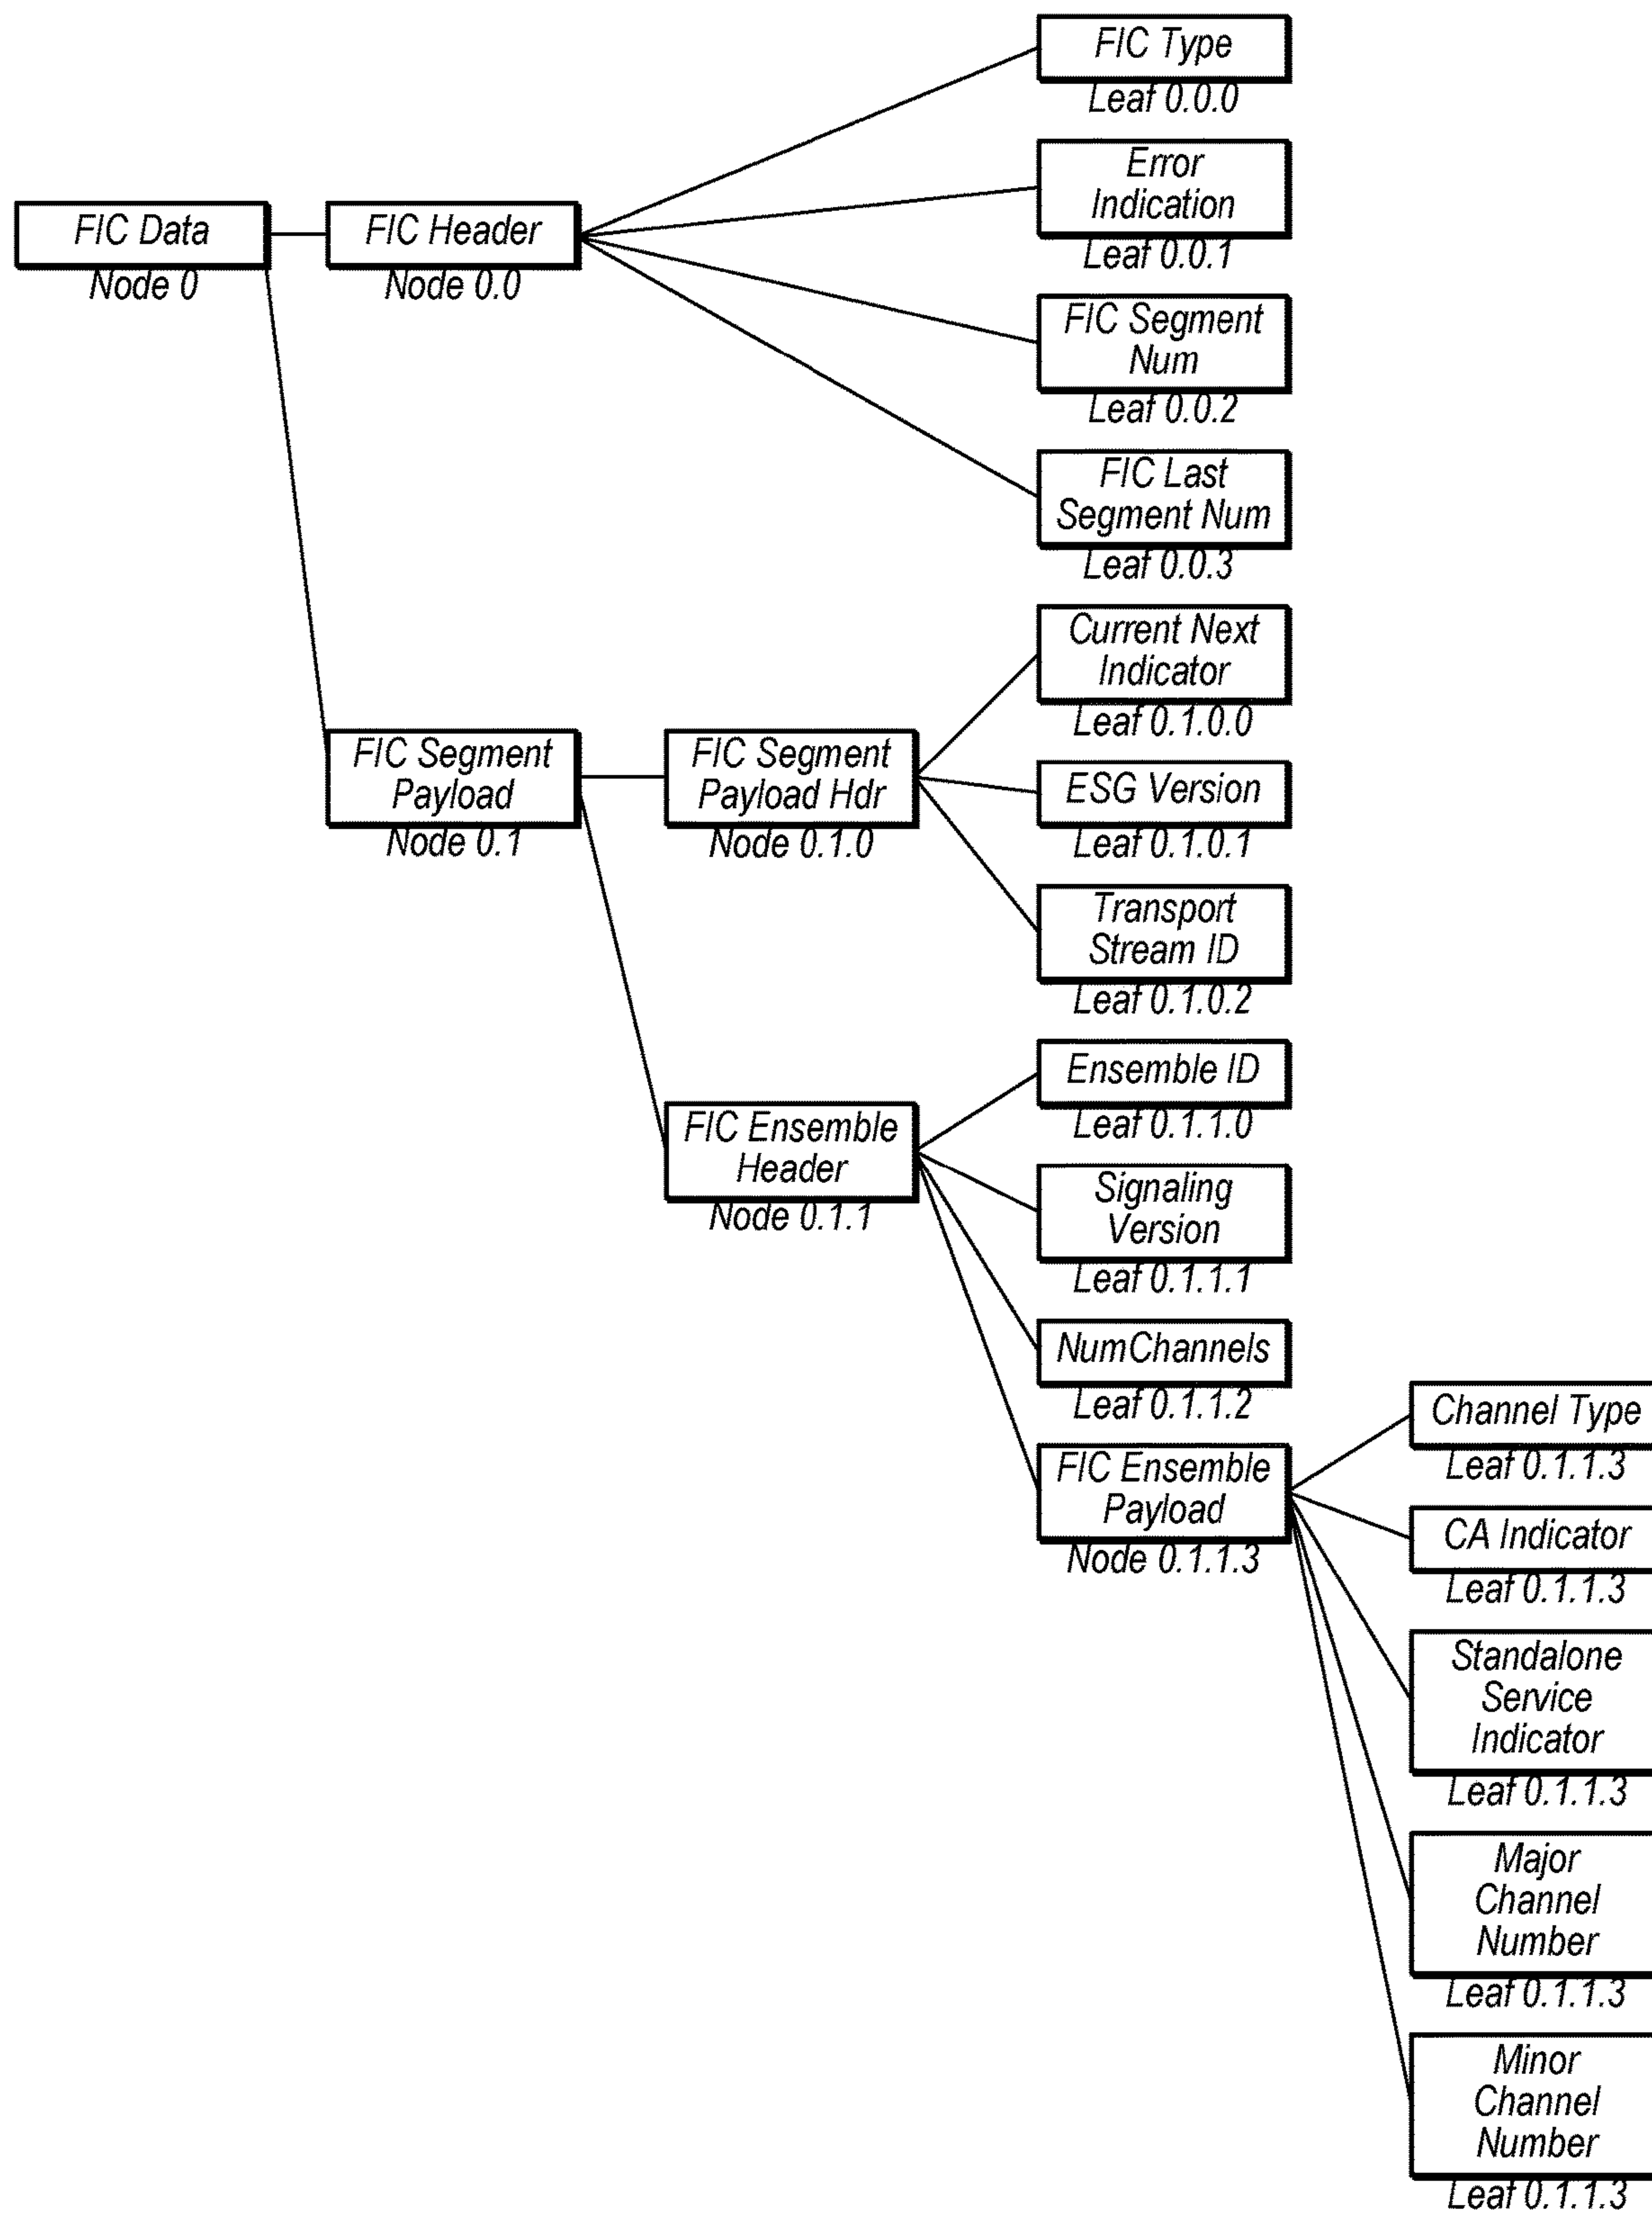 FIC Type
Leaf 0.0.0
Error
Indication
Leaf 0.0.1
FIC Data
Node 0
FIC Header
Node 0.0
FIC Segment
Num
Leaf 0.0.2
FIC Last
Segment Num
Leaf 0.0.3
Current Next
Indicator
Leaf 0.1.0.0
FIC Segment
Payload
Node 0.1
FIC Segment
Payload Hdr
Node 0.1.0
ESG Version
Leaf 0.1.0.1
Transport
Stream ID
Leaf 0.1.0.2
Ensemble ID
Leaf 0.1.1.0
FIC Ensemble
Header
Node 0.1.1
Signaling
Version
Leaf 0.1.1.1
NumChannels
Leaf 0.1.1.2
FIC Ensemble
Payload
Node 0.1.1.3
Channel Type
Leaf 0.1.1.3
CA Indicator
Leaf 0.1.1.3
Standalone
Service
Indicator
Leaf 0.1.1.3
Major
Channel
Number
Leaf 0.1.1.3
Minor
Channel
Number
Leaf 0.1.1.3